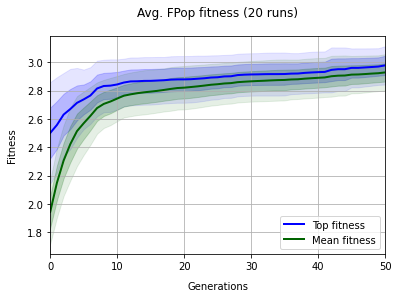 Avg. FPop fitness (20 runs)
3.0
2.8
2.6
2.4
2.2
2.0
1.8
Fitness
0
10
20
30
40
50
Generations
Top fitness
Mean fitness